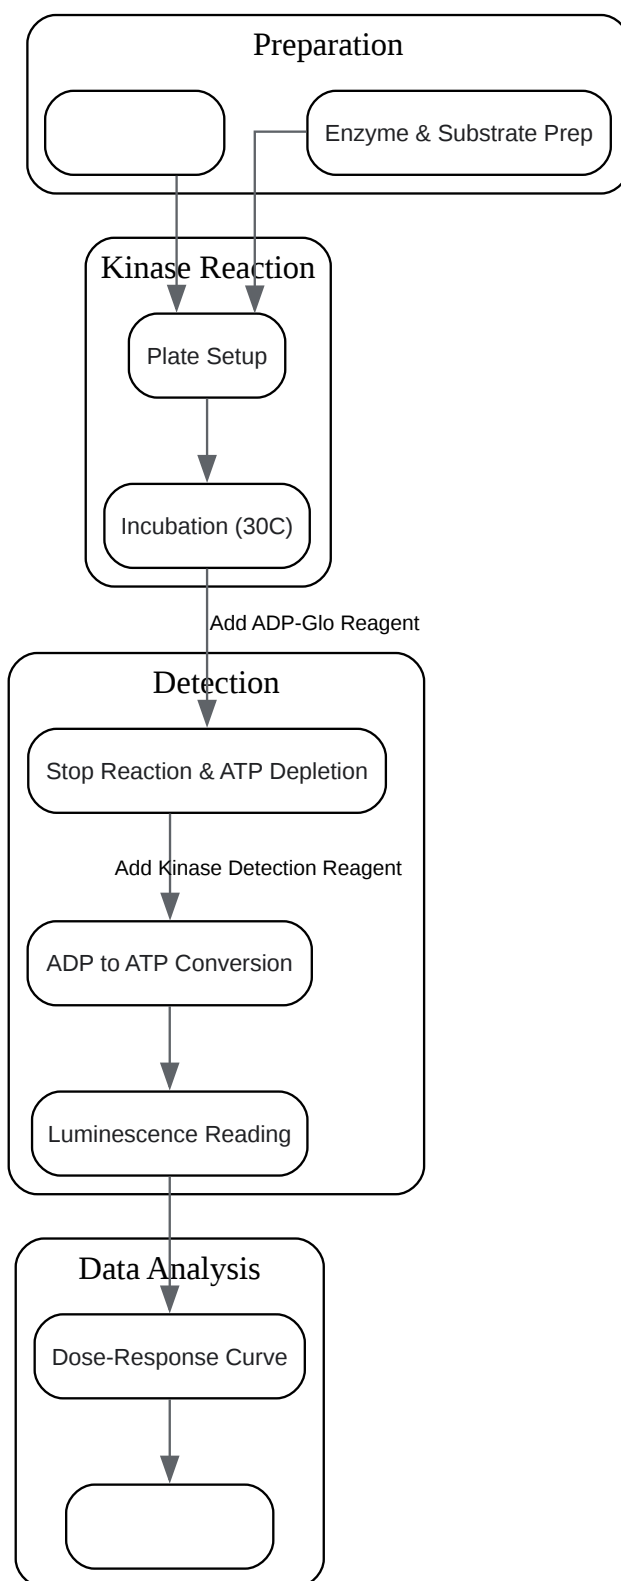 Preparation
Enzyme & Substrate Prep
Kinase Reaction
Plate Setup
Incubation (30C)
Add ADP-Glo Reagent
Detection
Stop Reaction & ATP Depletion
Add Kinase Detection Reagent
ADP to ATP Conversion
Luminescence Reading
Data Analysis
Dose-Response Curve